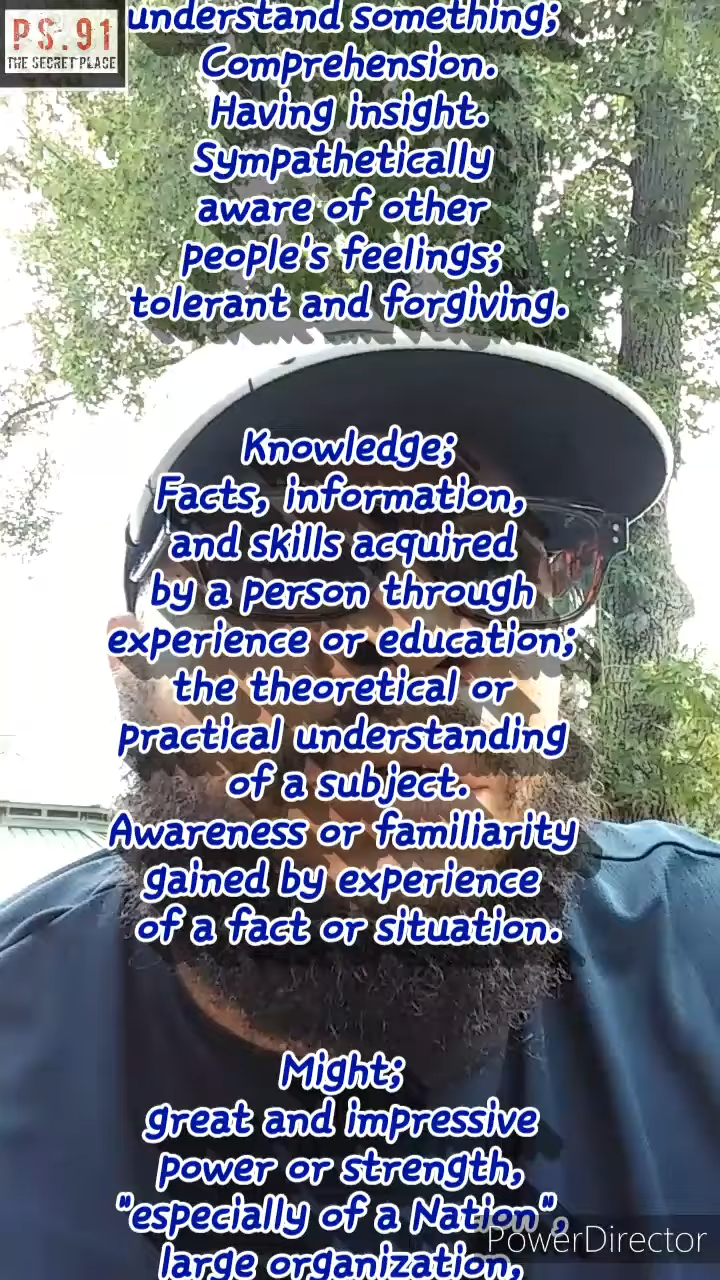 PS.91
THE SECRET PLACE
understand something;
Comprehension.
Having insight.
Sympathetically
aware of other
people's feelings;
tolerant and forgiving.
Knowledge;
Facts, information,
and skills acquired
by a person through
experience or education;
the theoretical or
practical understanding
of a subject.
Awareness or familiarity
gained by experience
of a fact or situation.
Might;
great and impressive
power or strength,
"especially of a Nation",
large organization,
PowerDirector